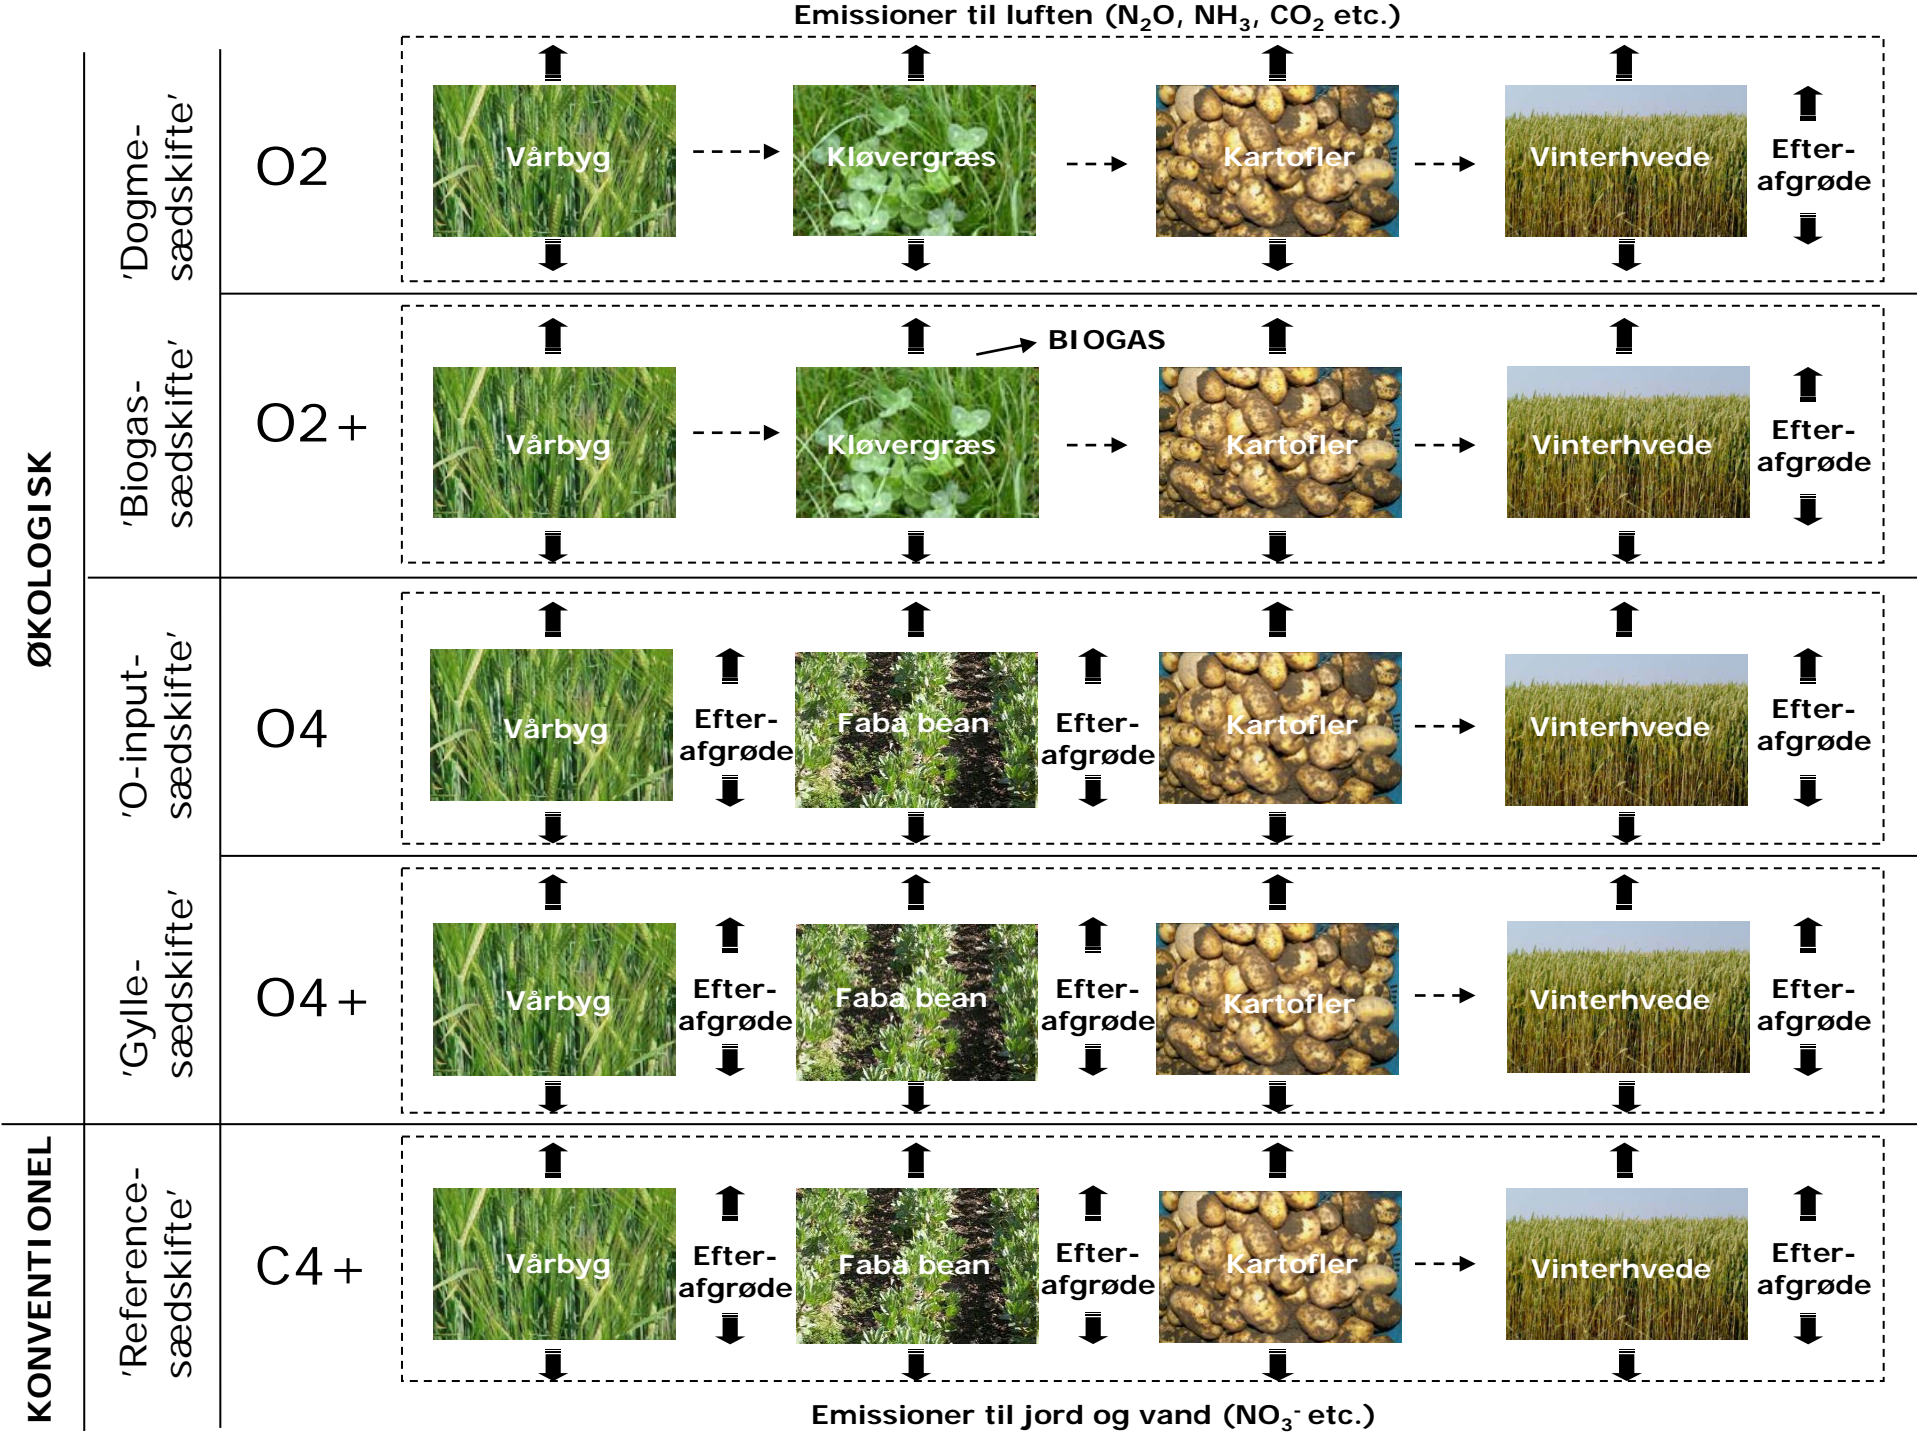 Emissioner til luften (N₂O, NH₃, CO₂ etc.)
ØKOLOGISK
'Dogme-
sædskifte'
O2
Vårbyg
Kløvergræs
Kartofler
Vinterhvede
Efter-
afgrøde
'Biogas-
sædskifte'
O2+
Vårbyg
BIOGAS
Kløvergræs
Kartofler
Vinterhvede
Efter-
afgrøde
'O-input-
sædskifte'
O4
Vårbyg
Efter-
afgrøde
Faba bean
Efter-
afgrøde
Kartofler
Vinterhvede
Efter-
afgrøde
'Gylle-
sædskifte'
O4+
Vårbyg
Efter-
afgrøde
Faba bean
Efter-
afgrøde
Kartofler
Vinterhvede
Efter-
afgrøde
KONVENTIONEL
'Reference-
sædskifte'
C4+
Vårbyg
Efter-
afgrøde
Faba bean
Efter-
afgrøde
Kartofler
Vinterhvede
Efter-
afgrøde
Emissioner til jord og vand (NO₃⁻ etc.)